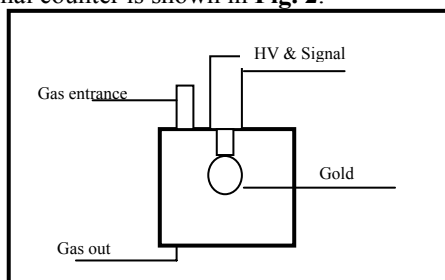 nal counter is shown in Fig. 2.
HV & Signal
Gas entrance
Gold
Gas out